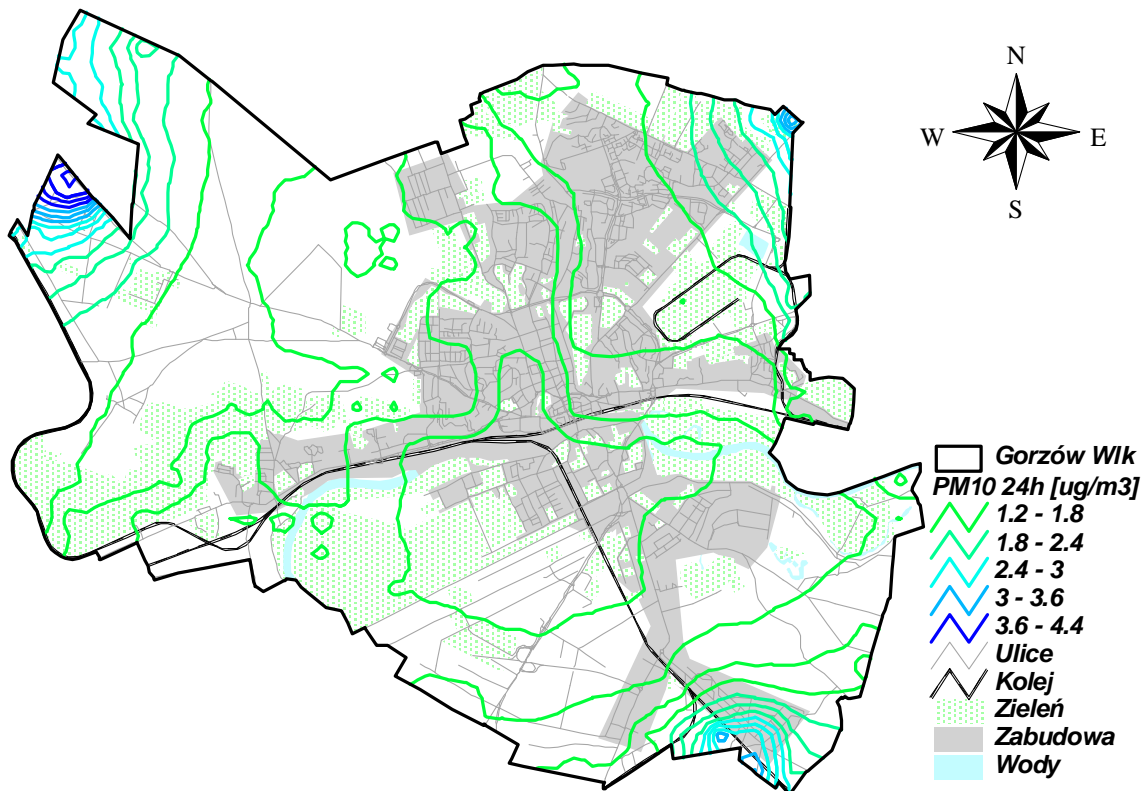 N
W E
S
Gorzów Wlk
PM10 24h [ug/m3]
1.2 - 1.8
1.8 - 2.4
2.4 - 3
3 - 3.6
3.6 - 4.4
Ulice
Kolej
Zieleń
Zabudowa
Wody